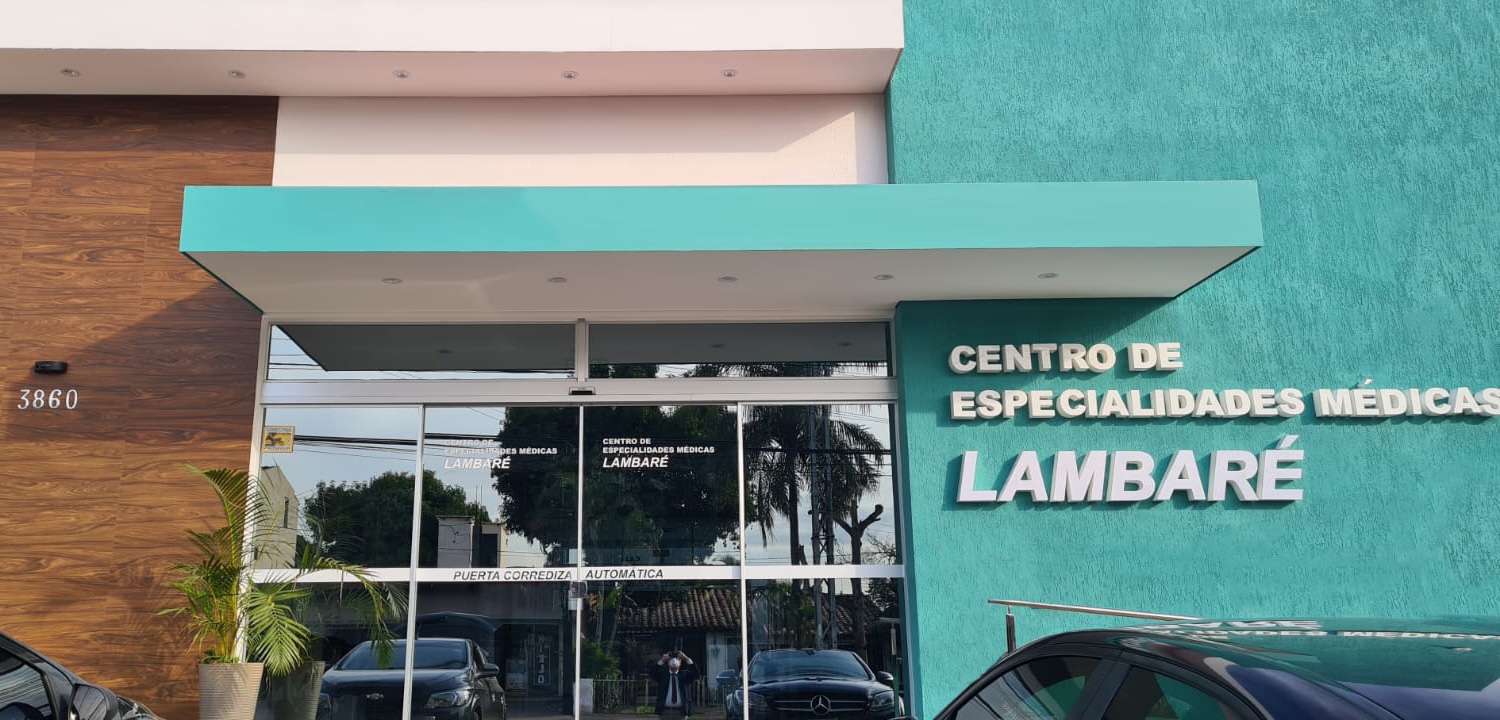 CENTRO DE
ESPECIALIDADES MÉDICAS
LAMBARÉ
3860
CENTRO DE
ESPECIALIDADES MÉDICAS
LAMBARÉ
CENTRO DE
ESPECIALIDADES MÉDICAS
LAMBARÉ
PUERTA CORREDIZA AUTOMÁTICA